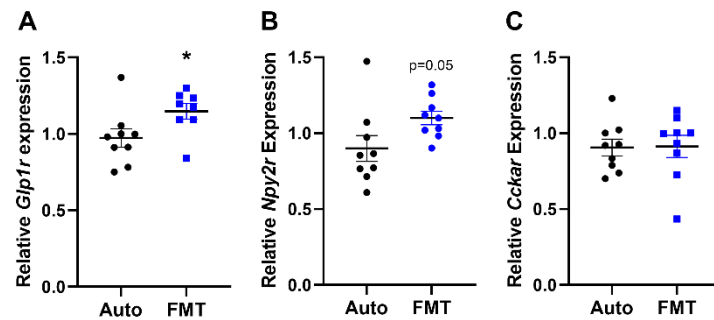 A
Relative Glp1r expression
1.5
1.0
0.5
0.0
*
Auto
FMT
B
Relative Npy2r Expression
1.5
1.0
0.5
0.0
p=0.05
Auto
FMT
C
Relative Cckar Expression
1.5
1.0
0.5
0.0
Auto
FMT